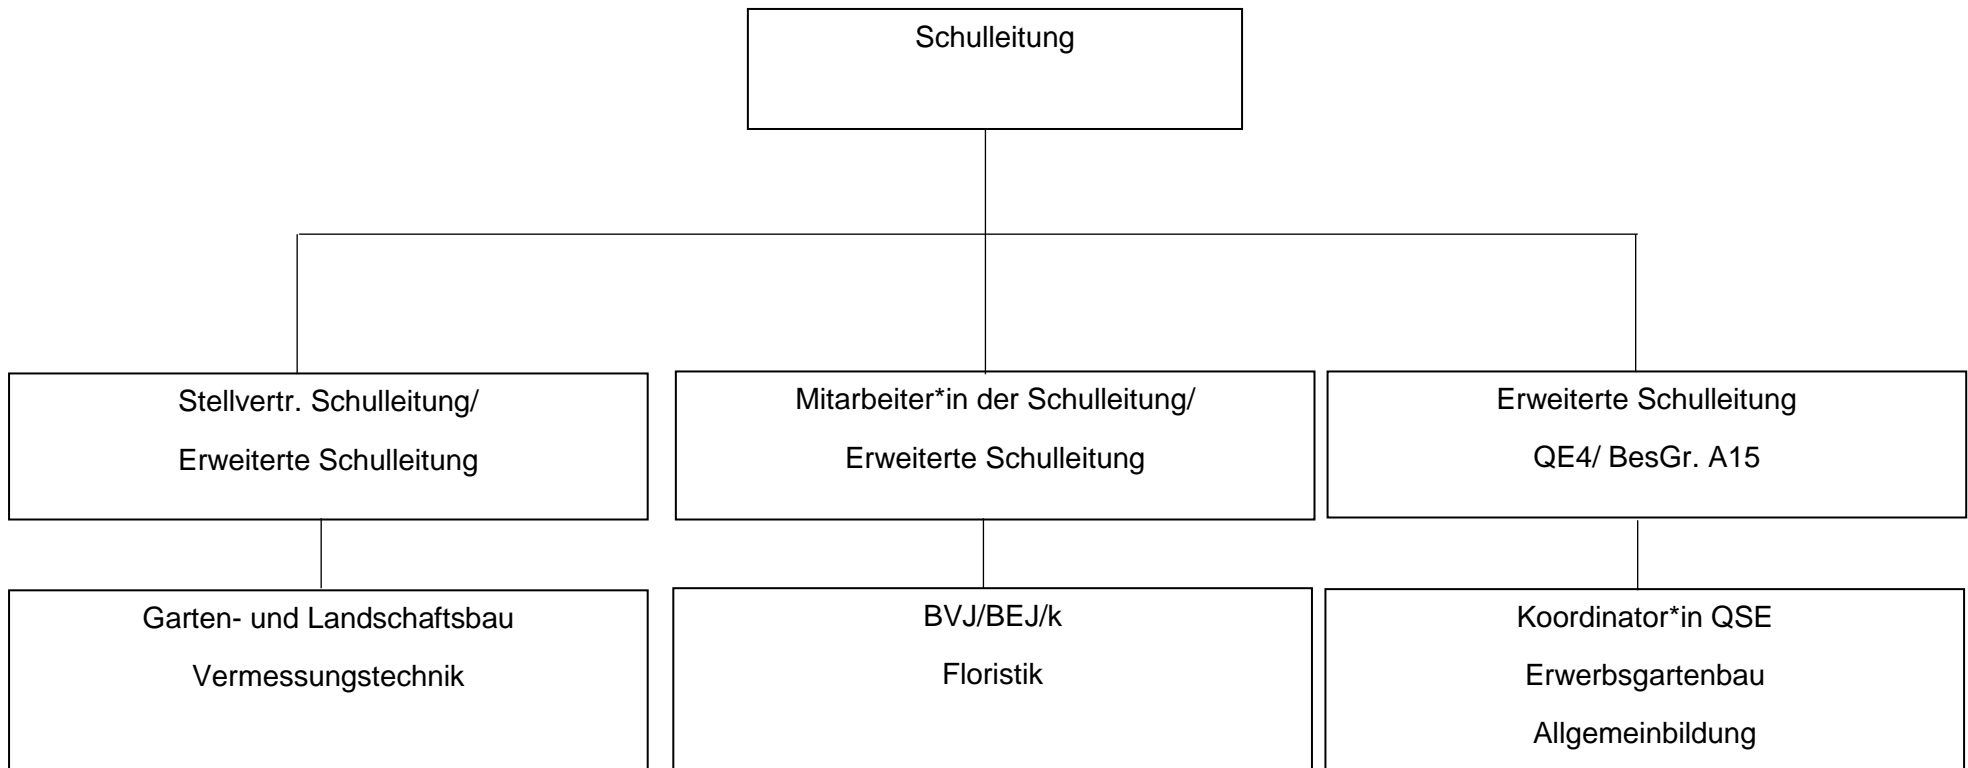 Schulleitung
Stellvertr. Schulleitung/
Erweiterte Schulleitung
Mitarbeiter*in der Schulleitung/
Erweiterte Schulleitung
Erweiterte Schulleitung
QE4/ BesGr. A15
Garten- und Landschaftsbau
Vermessungstechnik
BVJ/BEJ/k
Floristik
Koordinator*in QSE
Erwerbsgartenbau
Allgemeinbildung